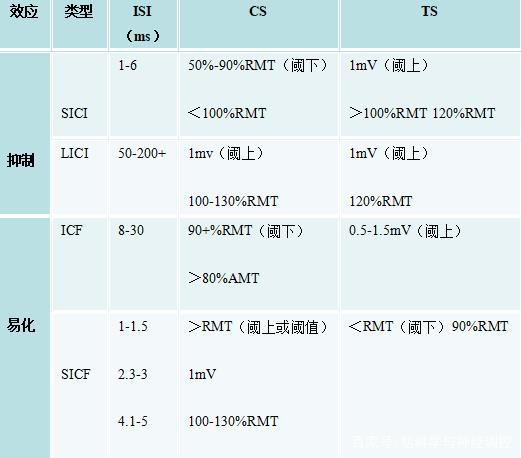 效应 类型 ISI CS TS
（ms）
1-6 50%-90%RMT（阈下） 1mV（阈上）
SICI ＜100%RMT ＞100%RMT 120%RMT
抑制
LICI 50-200+ 1mv（阈上） 1mV（阈上）
100-130%RMT 120%RMT
ICF 8-30 90+%RMT（阈下） 0.5-1.5mV（阈上）
＞80%AMT
易化
1-1.5 ＞RMT（阈上或阈值） ＜RMT（阈下）90%RMT
SICF 2.3-3 1mV
4.1-5 100-130%RMT